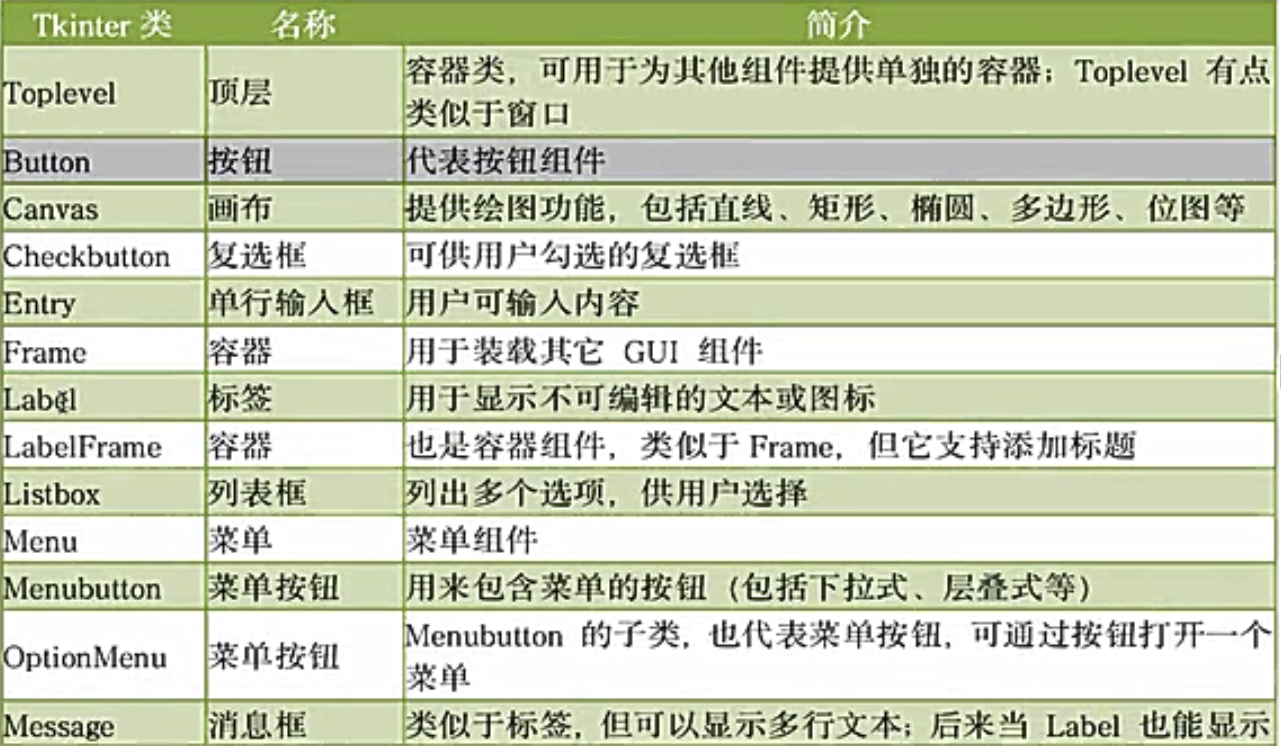 Tkinter 类 名称 简介
Toplevel 顶层 容器类，可用于为其他组件提供单独的容器；Toplevel 有点
类似于窗口
Button 按钮 代表按钮组件
Canvas 画布 提供绘图功能，包括直线、矩形、椭圆、多边形、位图等
Checkbutton 复选框 可供用户勾选的复选框
Entry 单行输入框 用户可输入内容
Frame 容器 用于装载其它 GUI 组件
Label 标签 用于显示不可编辑的文本或图标
LabelFrame 容器 也是容器组件，类似于 Frame，但它支持添加标题
Listbox 列表框 列出多个选项，供用户选择
Menu 菜单 菜单组件
Menubutton 菜单按钮 用来包含菜单的按钮（包括下拉式、层叠式等）
OptionMenu 菜单按钮 Menubutton 的子类，也代表菜单按钮，可通过按钮打开一个
菜单
Message 消息框 类似于标签，但可以显示多行文本；后来当 Label 也能显示